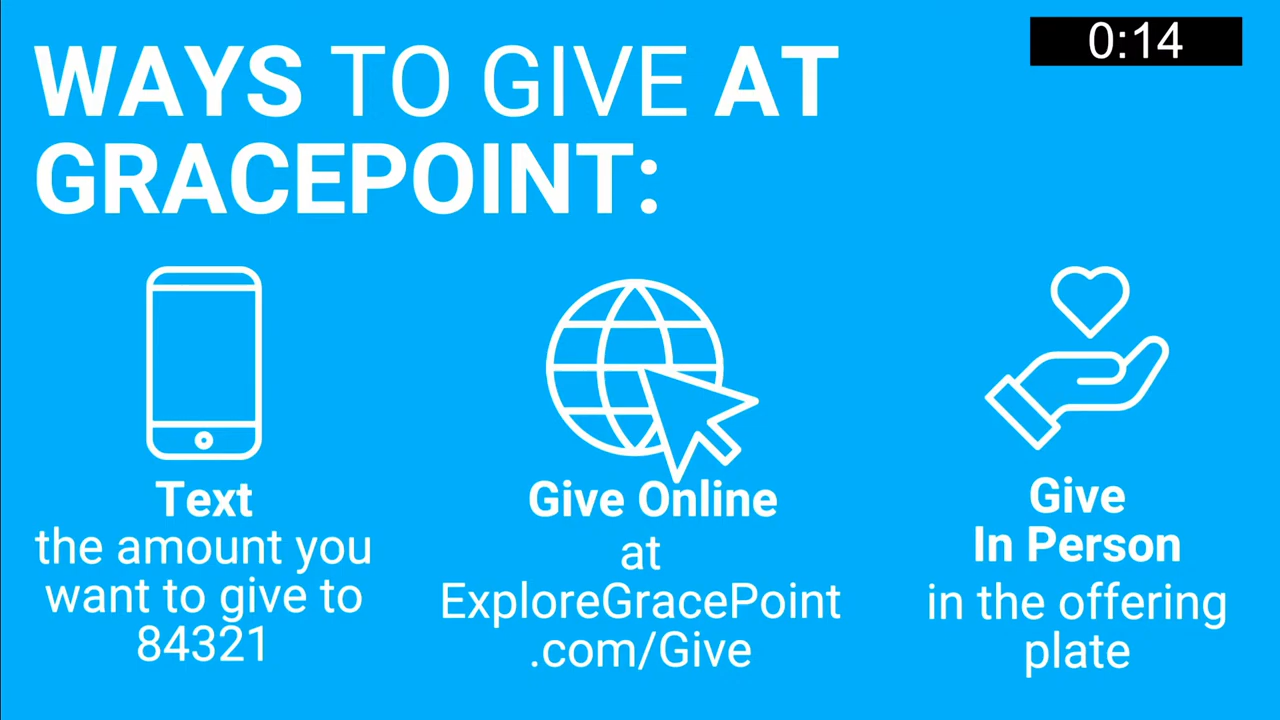 0:14
WAYS TO GIVE AT
GRACEPOINT:
Text
the amount you
want to give to
84321
Give Online
at
ExploreGracePoint
.com/Give
Give
In Person
in the offering
plate